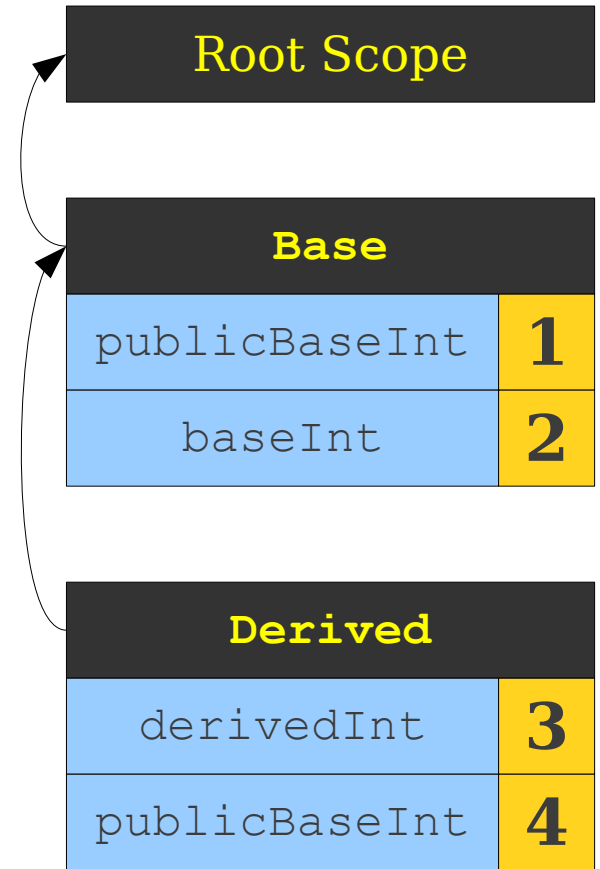 Root Scope
Base
publicBaseInt 1
baseInt 2
Derived
derivedInt 3
publicBaseInt 4